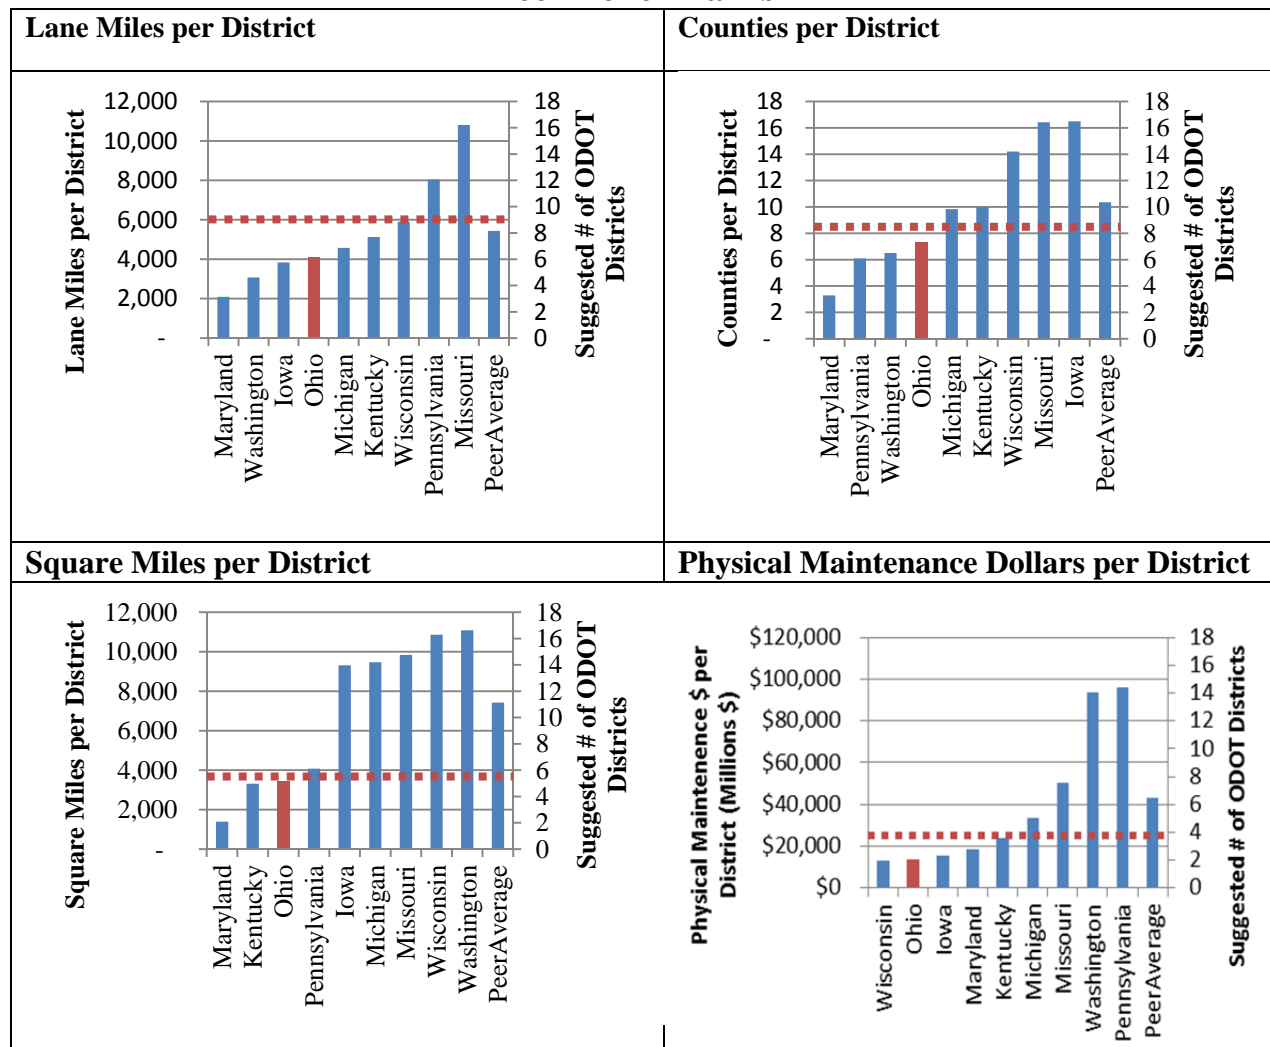 Lane Miles per District
Lane Miles per District
12,000
10,000
8,000
6,000
4,000
2,000
-
18
16
14
12
10
8
6
4
2
0
Suggested # of ODOT
Districts
Maryland
Washington
Iowa
Ohio
Michigan
Kentucky
Wisconsin
Pennsylvania
Missouri
PeerAverage
Counties per District
Counties per District
18
16
14
12
10
8
6
4
2
-
18
16
14
12
10
8
6
4
2
0
Suggested # of ODOT
Districts
Maryland
Pennsylvania
Washington
Ohio
Michigan
Kentucky
Wisconsin
Missouri
Iowa
PeerAverage
Square Miles per District
Square Miles per District
12,000
10,000
8,000
6,000
4,000
2,000
-
18
16
14
12
10
8
6
4
2
0
Suggested # of ODOT
Districts
Maryland
Kentucky
Ohio
Pennsylvania
Iowa
Michigan
Missouri
Wisconsin
Washington
PeerAverage
Physical Maintenance Dollars per District
Physical Maintenence $ per
District (Millions $)
$120,000
$100,000
$80,000
$60,000
$40,000
$20,000
$0
18
16
14
12
10
8
6
4
2
0
Suggested # of ODOT Districts
Wisconsin
Ohio
Iowa
Maryland
Kentucky
Michigan
Missouri
Washington
Pennsylvania
PeerAverage